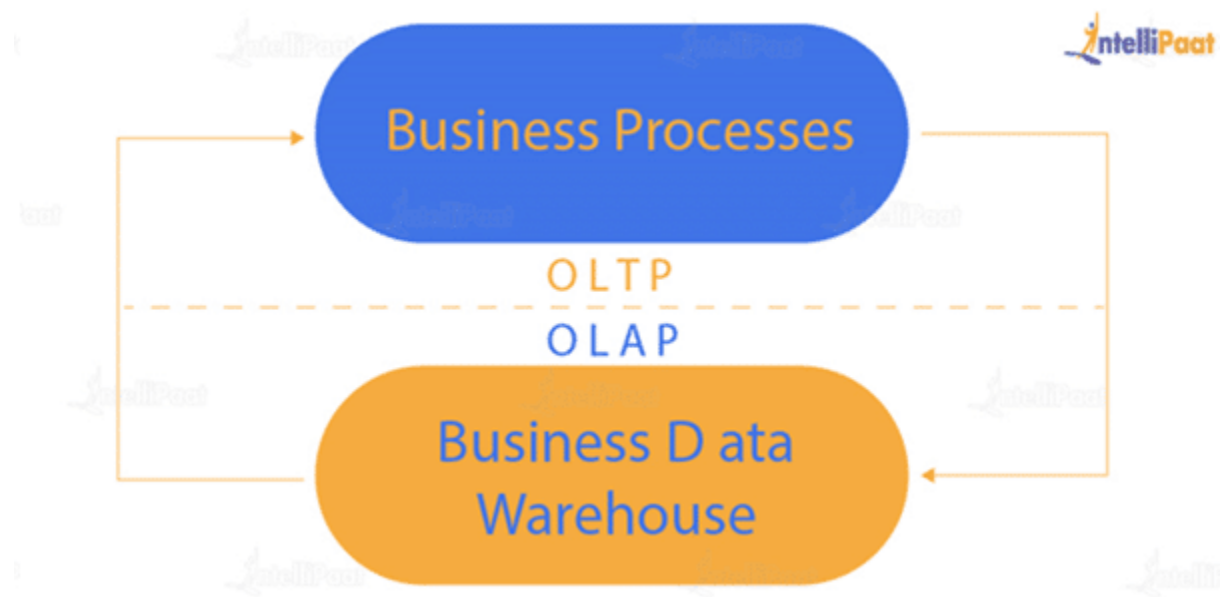 IntelliPaat
Business Processes
OLTP
OLAP
Business D ata
Warehouse